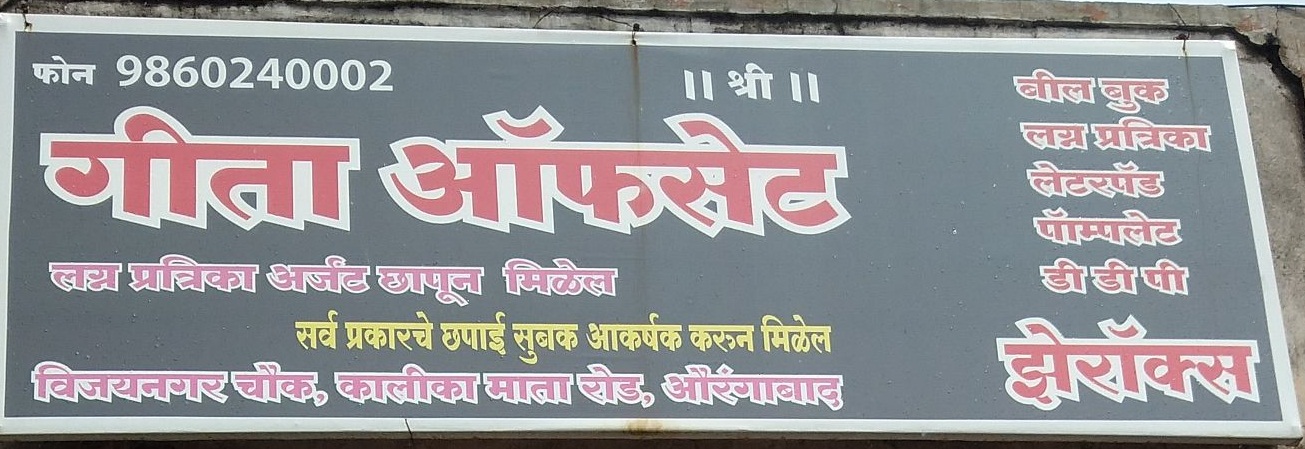 फोन 9860240002
|| श्री ||
गीता ऑफसेट
लग्न प्रत्रिका अर्जंट छापून मिळेल
सर्व प्रकारचे छपाई सुबक आकर्षक करुन मिळेल
विजयनगर चौक, कालीका माता रोड, औरंगाबाद
बील बुक
लग्न प्रत्रिका
लेटरपॅड
पॉम्पलेट
डी डी पी
झेरॉक्स